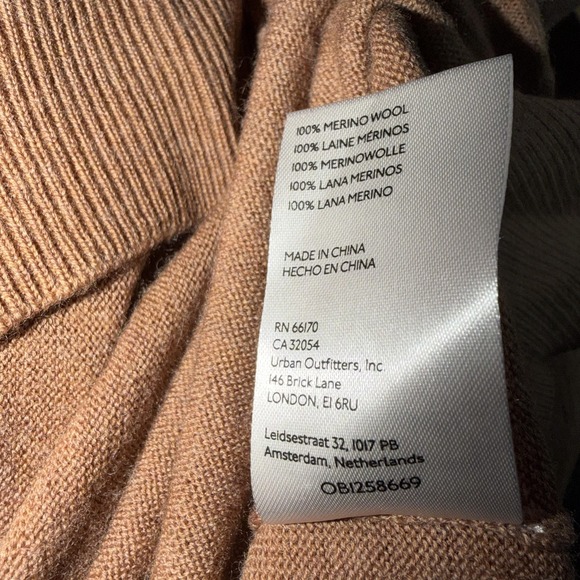 100% MERINO WOOL
100% LAINE MÉRINOS
100% MERINOWOLLE
100% LANA MERINOS
100% LANA MERINO
MADE IN CHINA
HECHO EN CHINA
RN 66170
CA 32054
Urban Outfitters, Inc
146 Brick Lane
LONDON, E1 6RU
Leidsestraat 32, 1017 PB
Amsterdam, Netherlands
OB1258669